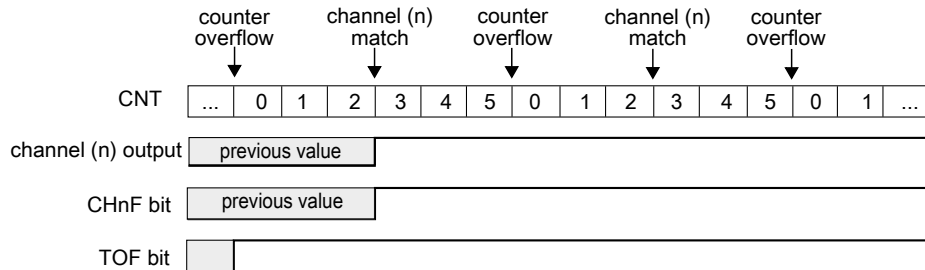 counter overflow
channel (n) match
counter overflow
channel (n) match
counter overflow
CNT ... 0 1 2 3 4 5 0 1 2 3 4 5 0 1 ...
channel (n) output previous value
CHnF bit previous value
TOF bit